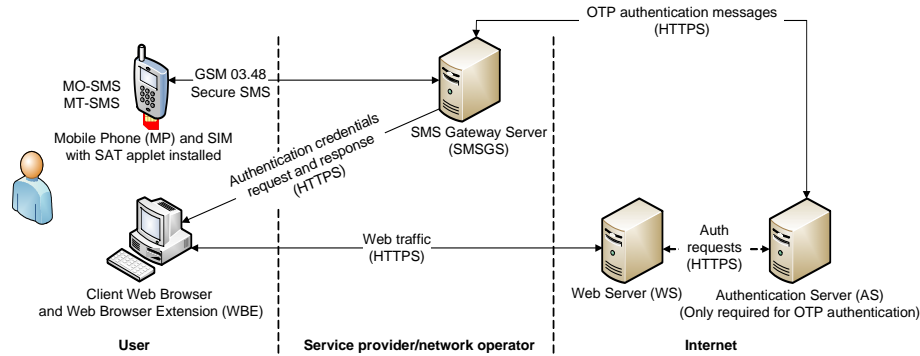 OTP authentication messages
(HTTPS)
GSM 03.48
Secure SMS
MO-SMS
MT-SMS
Mobile Phone (MP) and SIM
with SAT applet installed
SMS Gateway Server
(SMSGS)
Authentication credentials
request and response
(HTTPS)
Web traffic
(HTTPS)
Auth
requests
(HTTPS)
Client Web Browser
and Web Browser Extension (WBE)
Web Server (WS)
Authentication Server (AS)
(Only required for OTP authentication)
User
Service provider/network operator
Internet